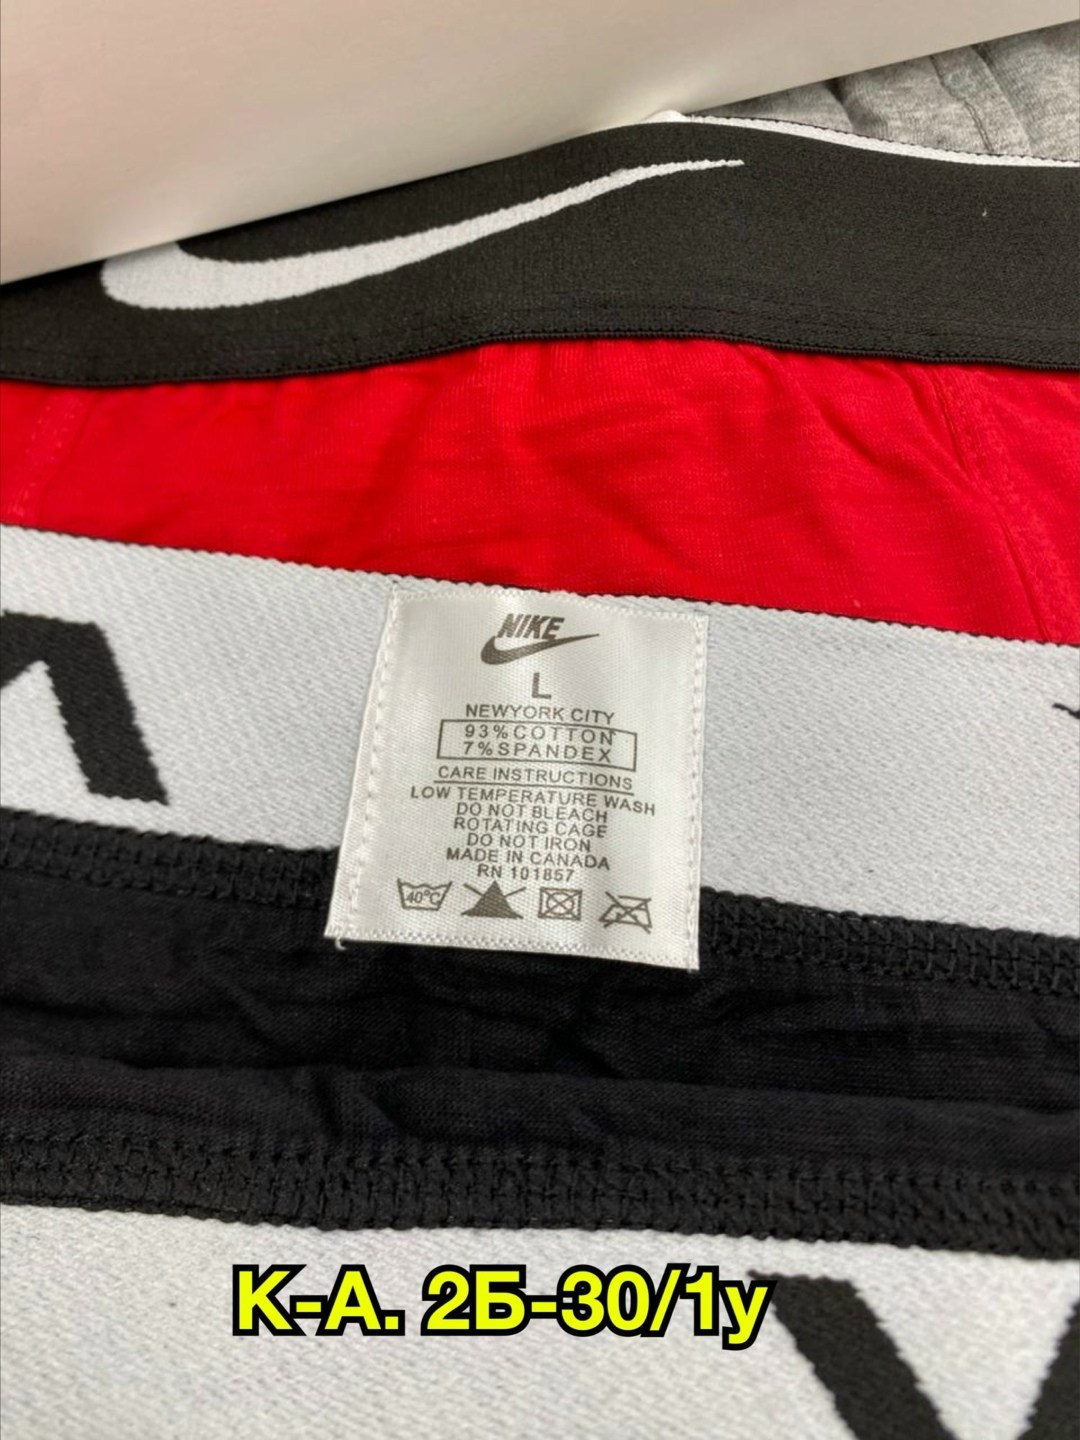 NIKE
L
NEWYORK CITY
93%COTTON
7%SPANDEX
CARE INSTRUCTIONS
LOW TEMPERATURE WASH
DO NOT BLEACH
ROTATING CAGE
DO NOT IRON
MADE IN CANADA
RN 101857
40°C
К-А. 2Б-30/1у